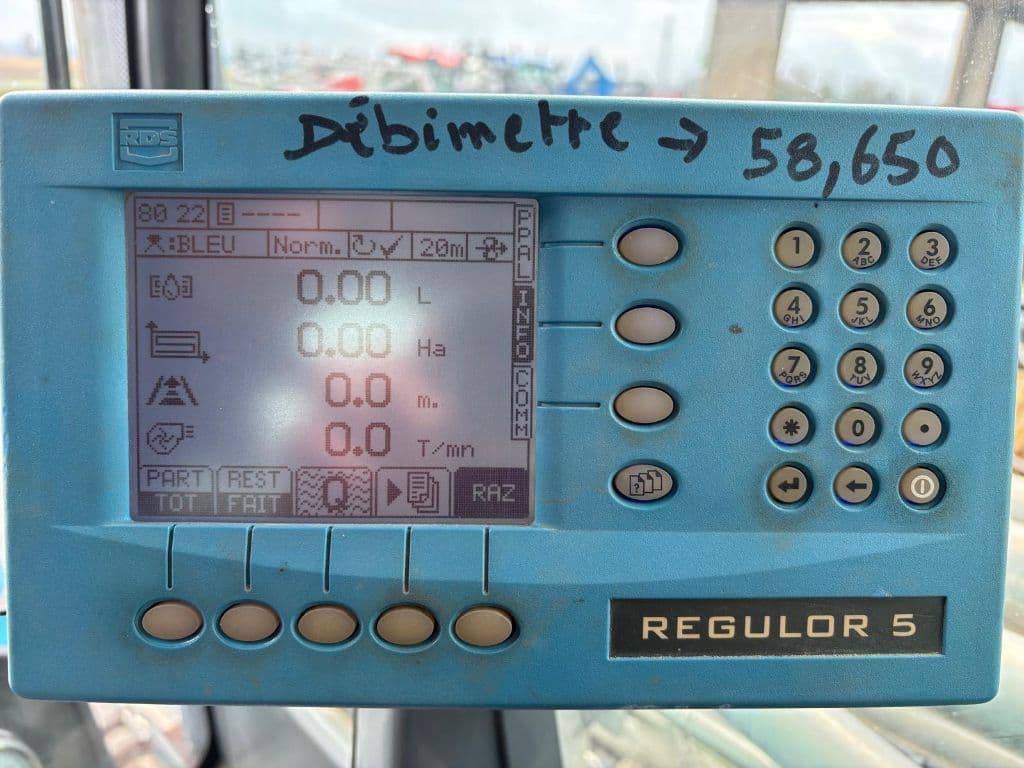 Débimettre → 58,650
RDS
80 22 ----
:BLEU Norm. 20m
0.00 L
0.00 Ha
0.0 m.
0.0 T/mn
PPAL
INFO
COMM
PART REST Q RAZ
TOT FAIT
1 2 ABC 3 DEF
4 GHI 5 JKL 6 MNO
7 PQRS 8 TUV 9 WXYZ
* 0 •
REGULOR 5